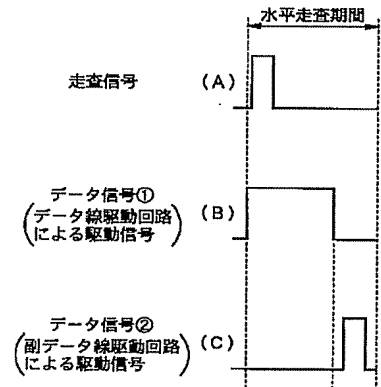 水平走査期間
走査信号 (A)
データ信号① (B)
(データ線駆動回路
による駆動信号)
データ信号② (C)
(副データ線駆動回路
による駆動信号)